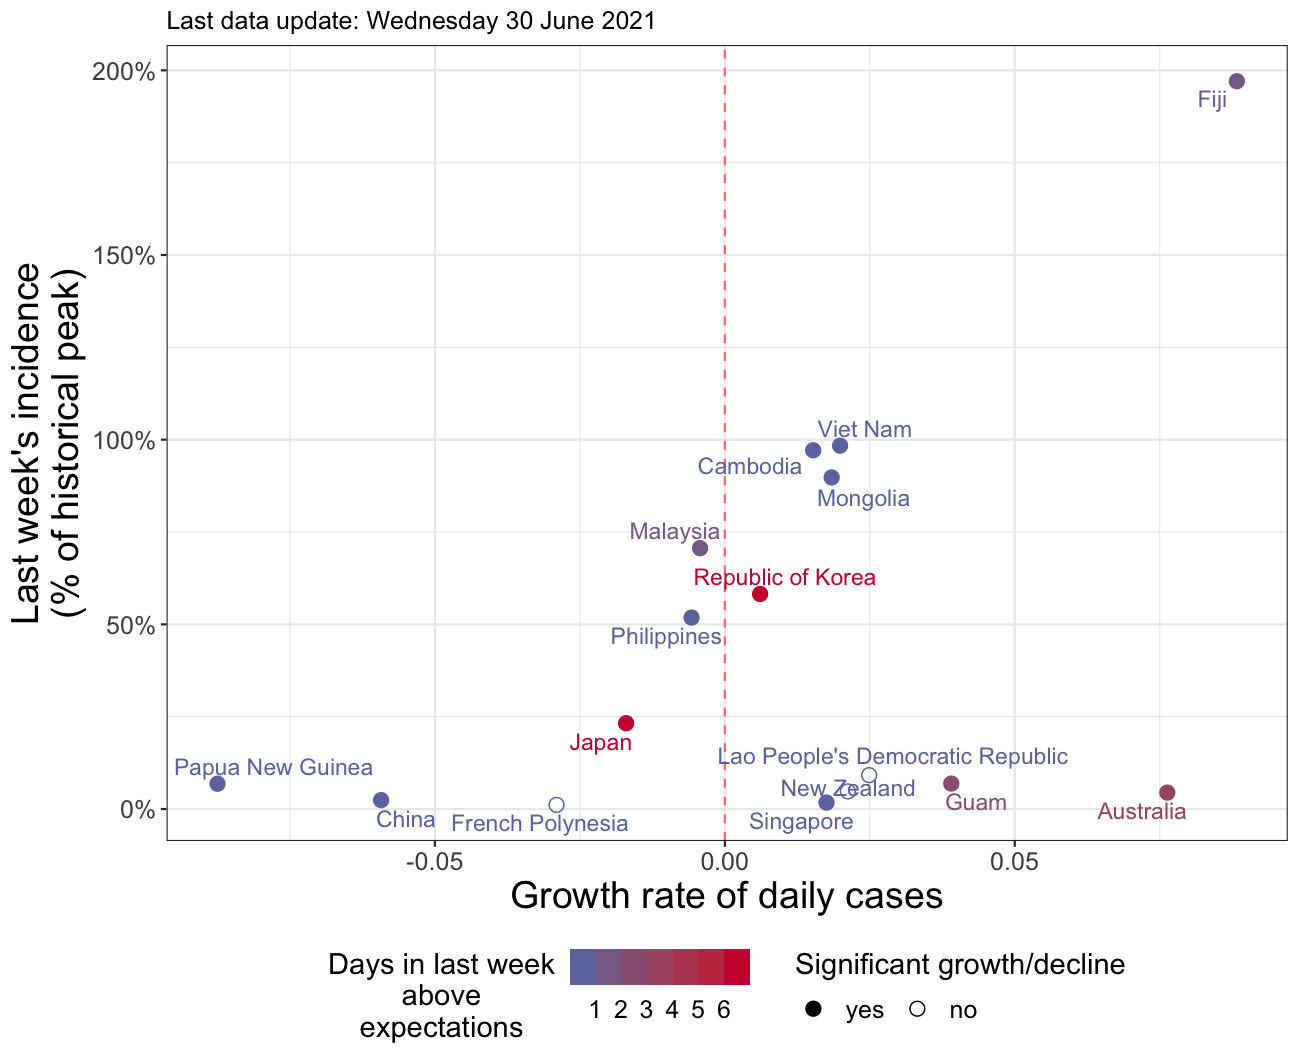 Last data update: Wednesday 30 June 2021
Last week's incidence
(% of historical peak)
200%
150%
100%
50%
0%
Fiji
Viet Nam
Cambodia
Mongolia
Malaysia
Republic of Korea
Philippines
Japan
Lao People's Democratic Republic
Papua New Guinea
New Zealand
Guam
Australia
China
French Polynesia
Singapore
-0.05 0.00 0.05
Growth rate of daily cases
Days in last week
above
expectations
1 2 3 4 5 6
Significant growth/decline
yes no